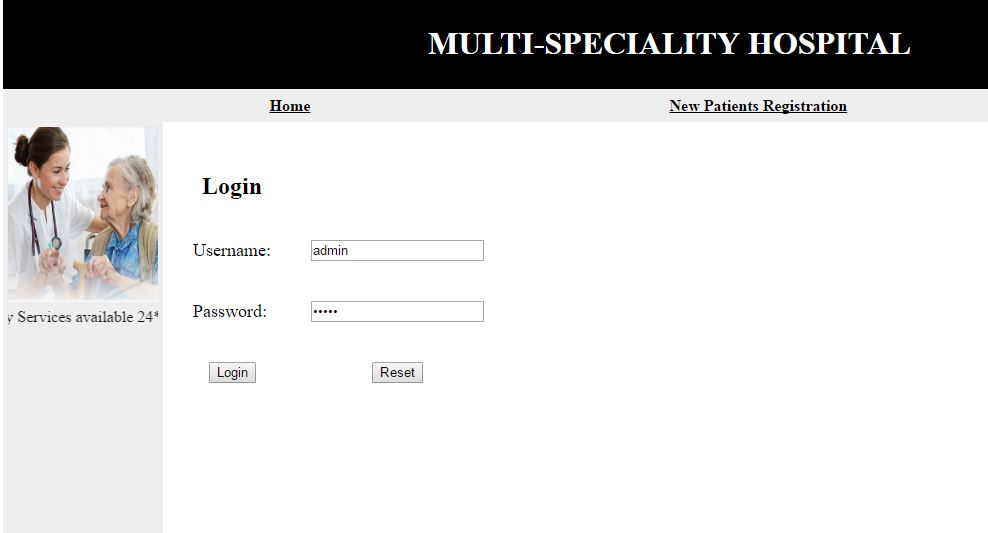 MULTI-SPECIALITY HOSPITAL
Home
New Patients Registration
Login
Username: admin
y Services available 24*
Password: •••••
Login
Reset